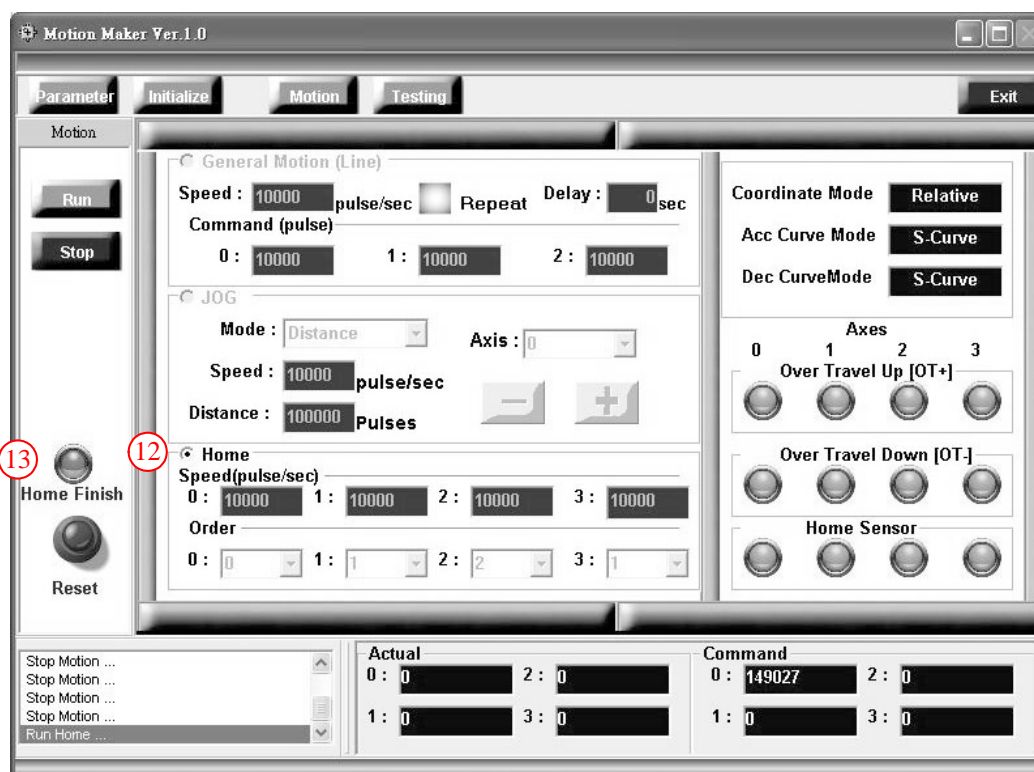 Motion Maker Ver.1.0
Parameter Initialize Motion Testing Exit
Motion
Run
Stop
13
Home Finish
Reset
General Motion (Line)
Speed : 10000 pulse/sec Repeat Delay : 0 sec
Command (pulse)
0 : 10000 1 : 10000 2 : 10000
JOG
Mode : Distance Axis : 0
Speed : 10000 pulse/sec
Distance : 100000 Pulses
12 Home
Speed(pulse/sec)
0 : 10000 1 : 10000 2 : 10000 3 : 10000
Order
0 : 0 1 : 1 2 : 2 3 : 1
Coordinate Mode Relative
Acc Curve Mode S-Curve
Dec CurveMode S-Curve
Axes
0 1 2 3
Over Travel Up [OT+]
Over Travel Down [OT-]
Home Sensor
Stop Motion ...
Stop Motion ...
Stop Motion ...
Stop Motion ...
Run Home ...
Actual
0 : 0 2 : 0
1 : 0 3 : 0
Command
0 : 149027 2 : 0
1 : 0 3 : 0